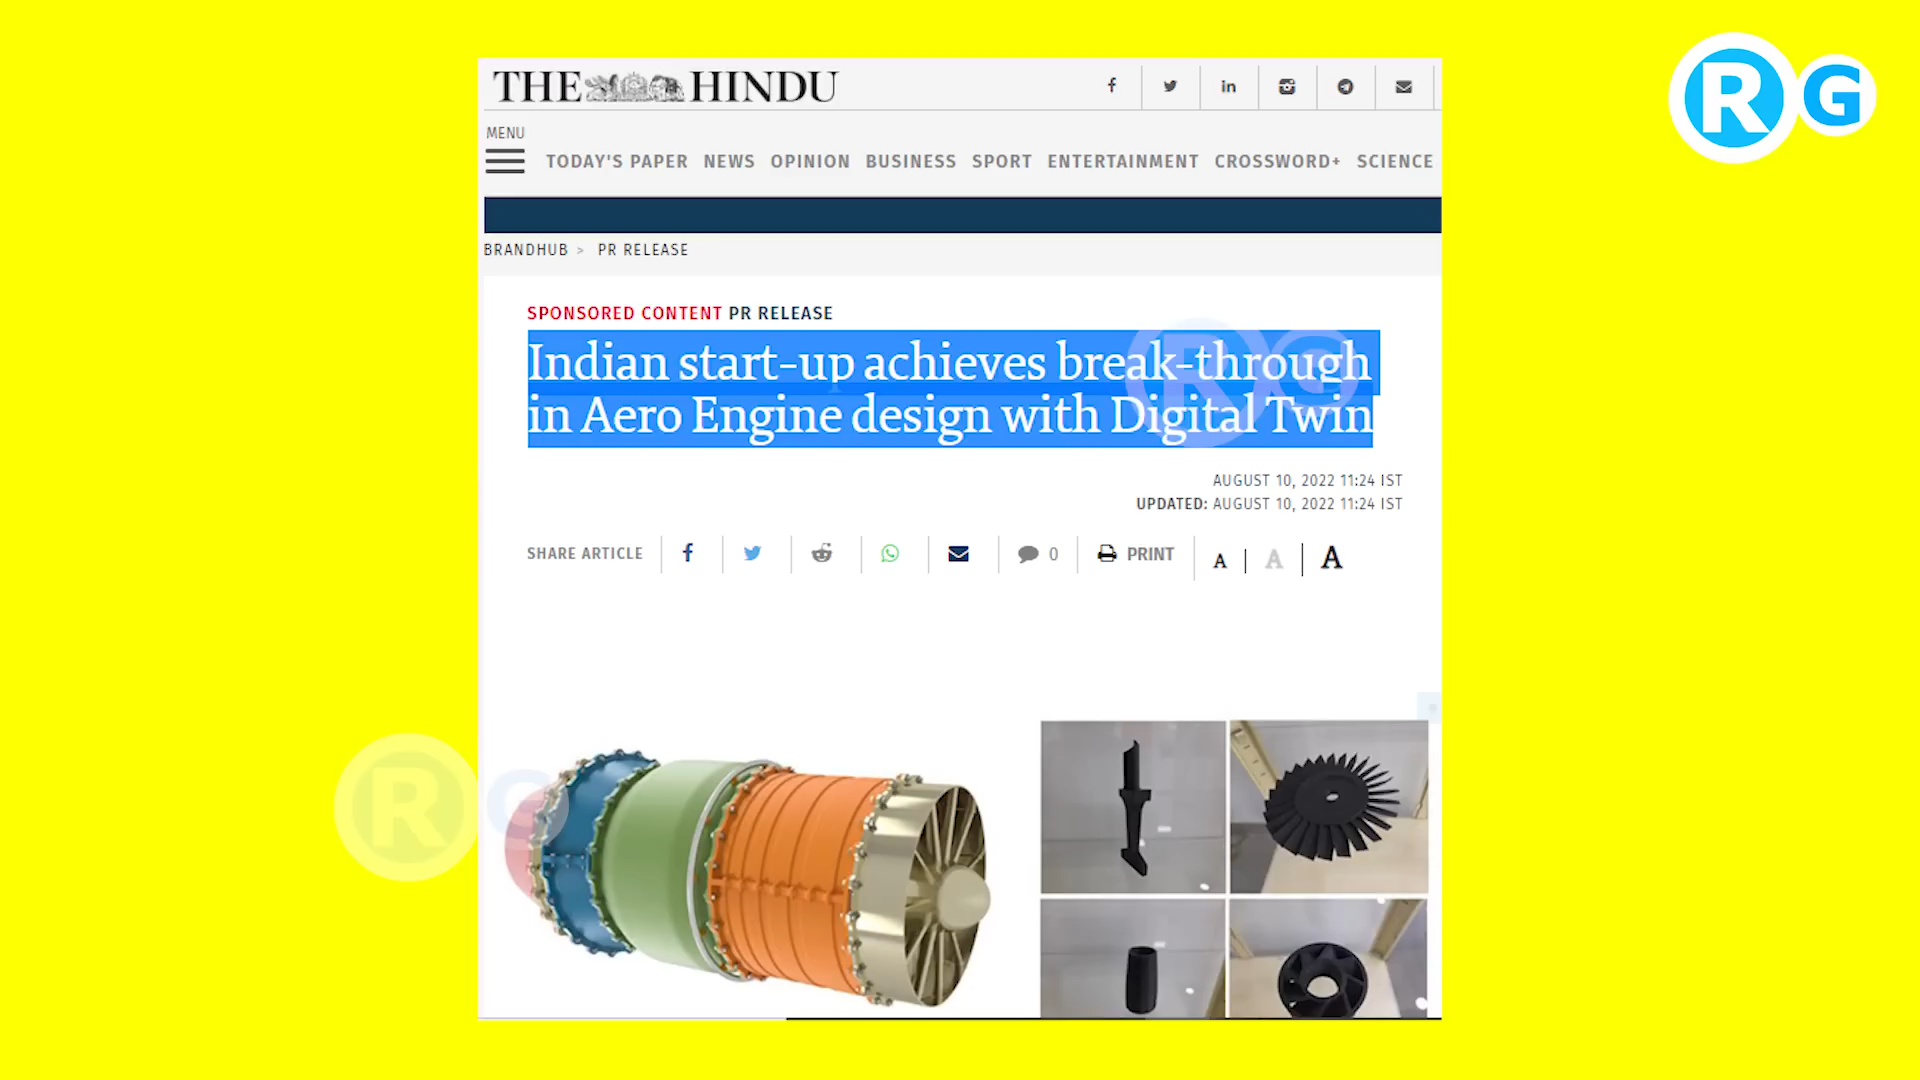 R G
THE HINDU
MENU
TODAY'S PAPER NEWS OPINION BUSINESS SPORT ENTERTAINMENT CROSSWORD+ SCIENCE
BRANDHUB > PR RELEASE
SPONSORED CONTENT PR RELEASE
Indian start-up achieves break-through
in Aero Engine design with Digital Twin
RG
AUGUST 10, 2022 11:24 IST
UPDATED: AUGUST 10, 2022 11:24 IST
SHARE ARTICLE 0 PRINT A A A
RG